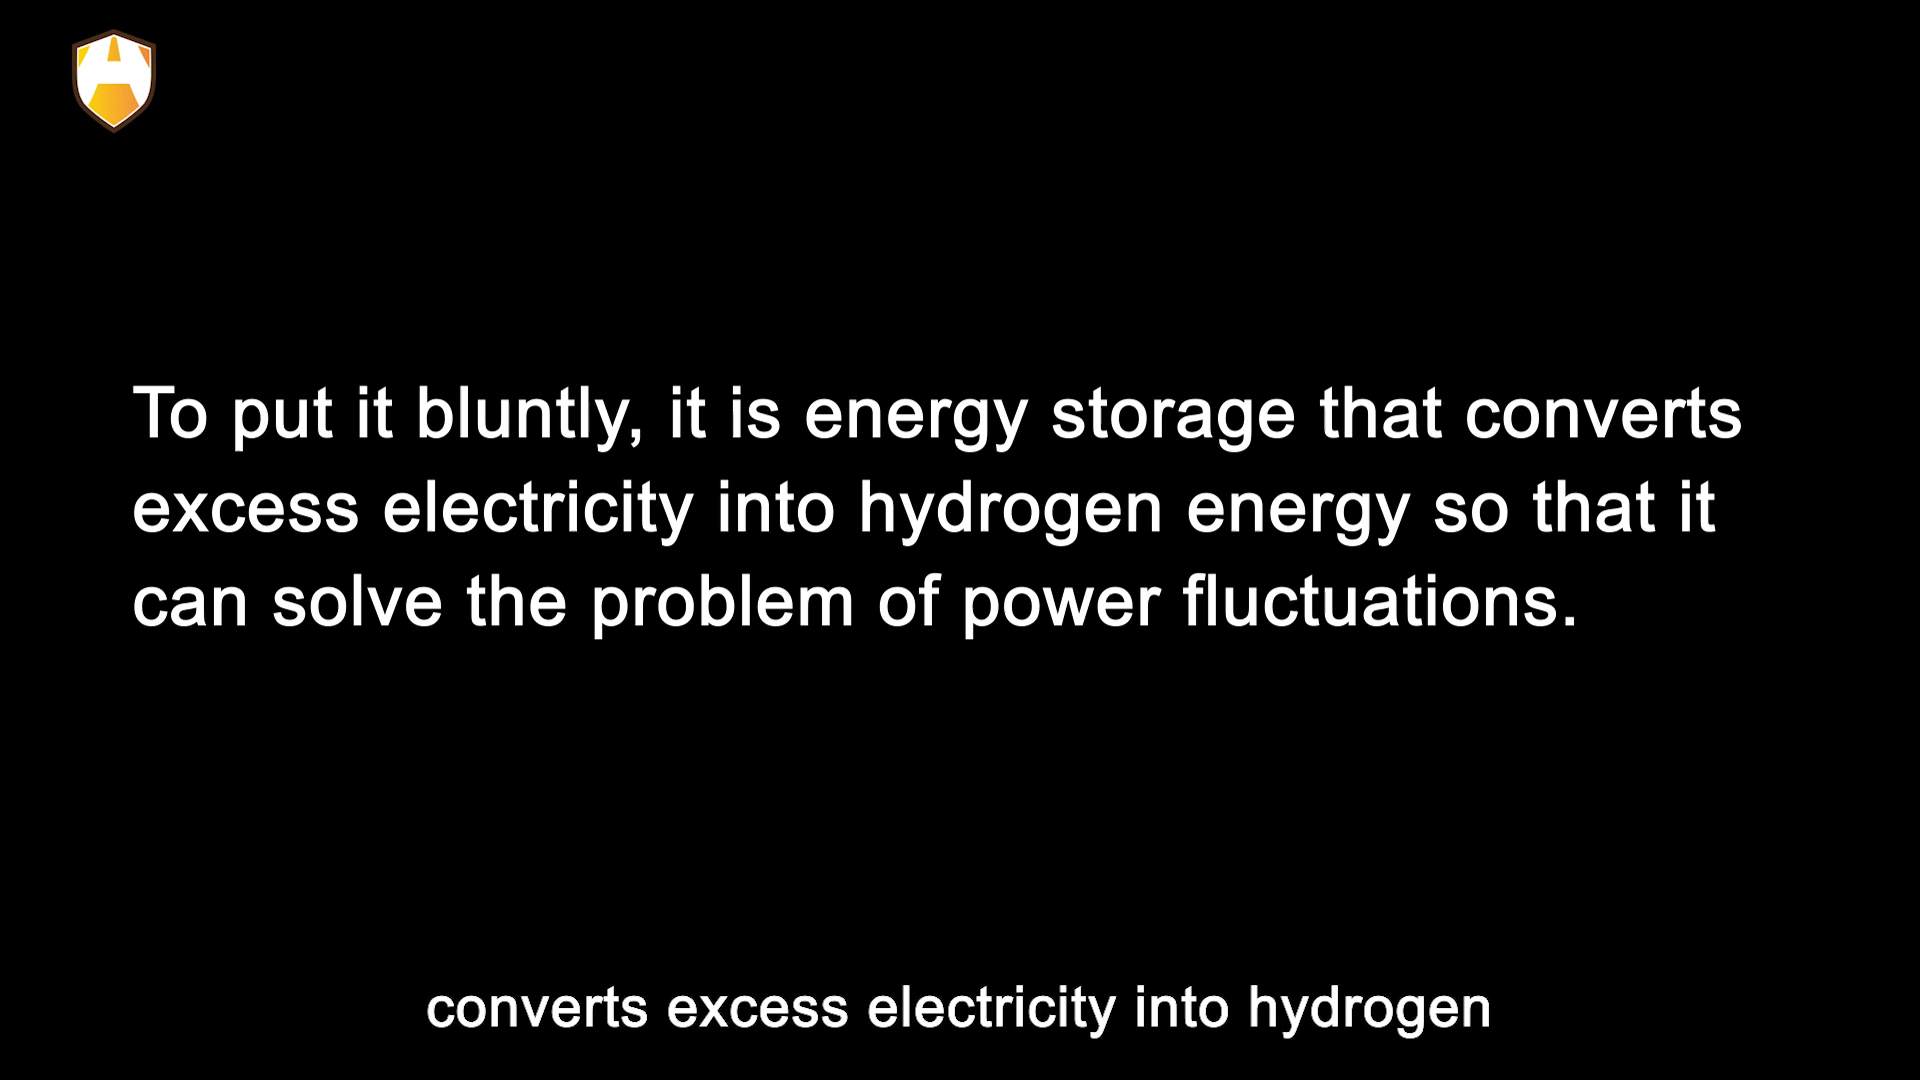 To put it bluntly, it is energy storage that converts
excess electricity into hydrogen energy so that it
can solve the problem of power fluctuations.
converts excess electricity into hydrogen